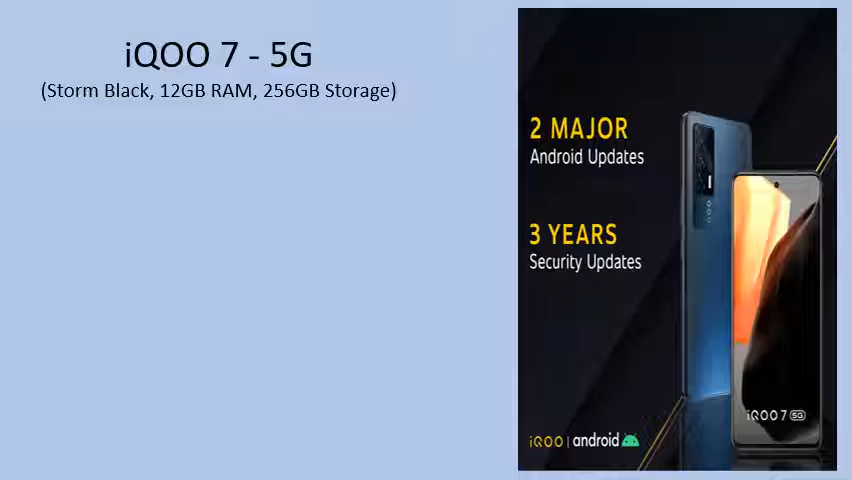 iQOO 7 - 5G
(Storm Black, 12GB RAM, 256GB Storage)
2 MAJOR
Android Updates
3 YEARS
Security Updates
iQOO
iQOO 7 5G
iQOO | android